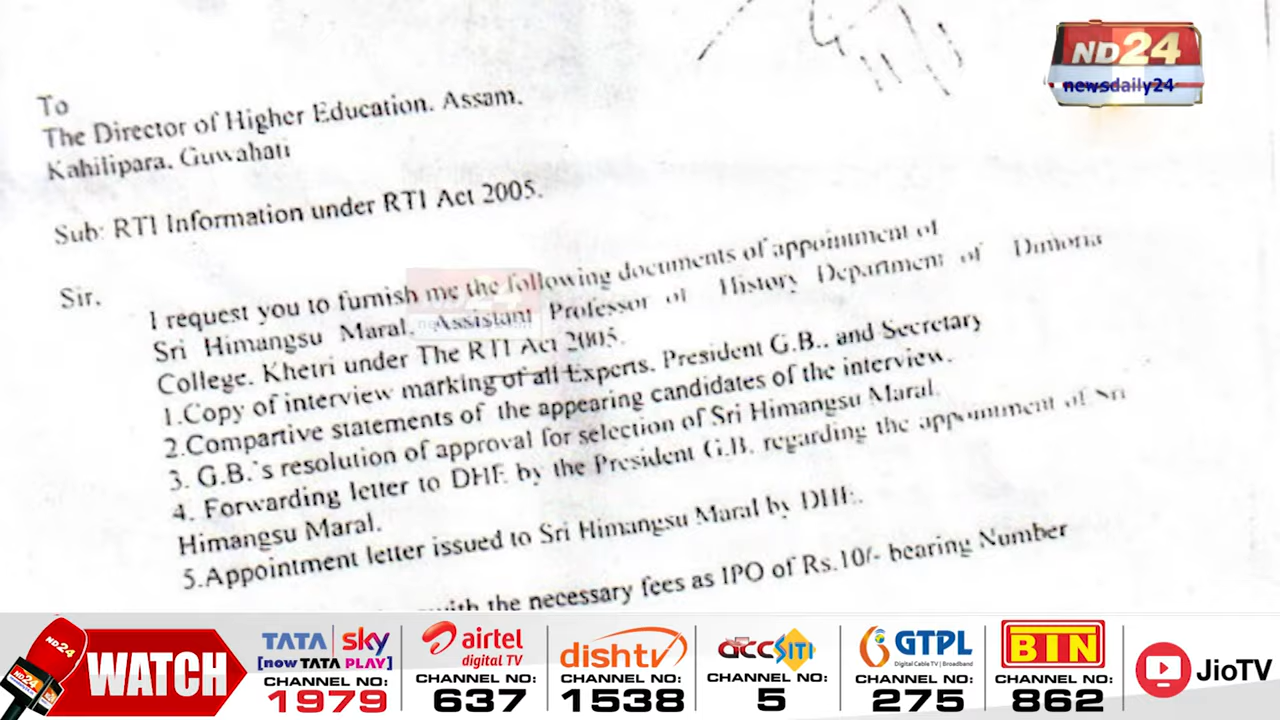 ND24
newsdaily24
To
The Director of Higher Education. Assam.
Kahilipara. Guwahati
Sub: RTI Information under RTI Act 2005.
Sir.
I request you to furnish me the following documents of appointment of
Sri Himangsu Maral. Assistant Professor of History Department of Dimoria
College. Khetri under The RTI Act 2005.
1.Copy of interview marking of all Experts. President G.B.. and Secretary
2.Compartive statements of the appearing candidates of the interview.
3. G.B.'s resolution of approval for selection of Sri Himangsu Maral.
4. Forwarding letter to DHE by the President G.B. regarding the appointment of Sri
Himangsu Maral.
5.Appointment letter issued to Sri Himangsu Maral by DHE.
with the necessary fees as IPO of Rs.10/- bearing Number
ND24
ND24
WATCH
TATA sky
[now TATA PLAY]
CHANNEL NO:
1979
airtel
digital TV
CHANNEL NO:
637
dishtv
CHANNEL NO:
1538
accSITI
CHANNEL NO:
5
GTPL
Digital Cable TV | Broadband
CHANNEL NO:
275
BIN
CHANNEL NO:
862
JioTV